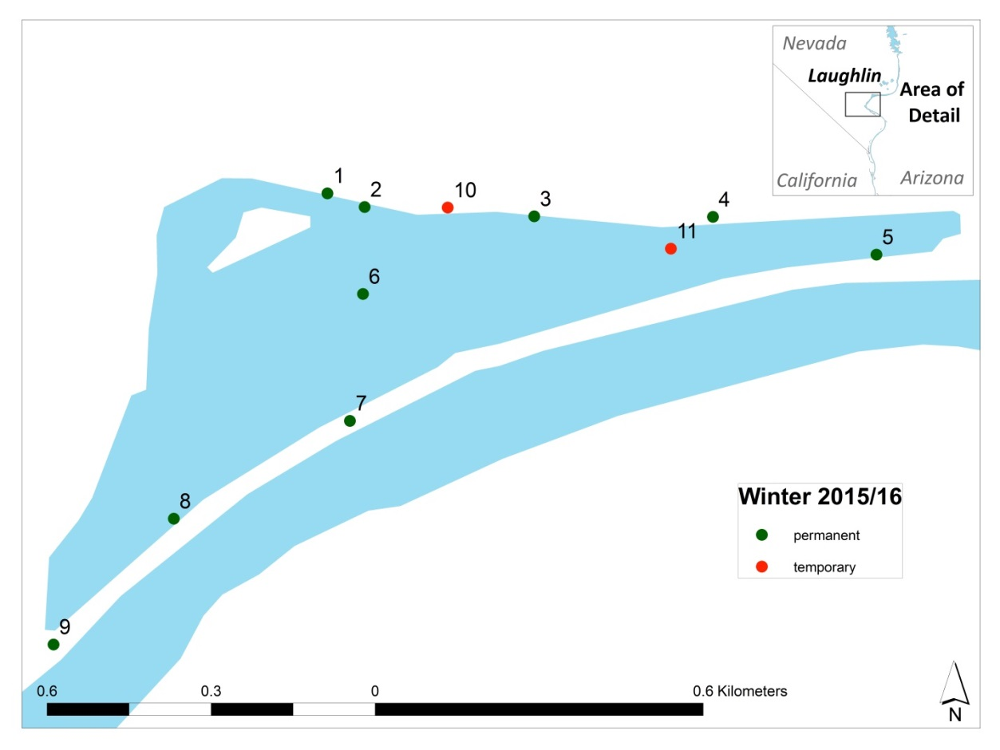 Nevada
Laughlin
Area of
Detail
California
Arizona
1
2
10
3
4
11
5
6
7
8
9
Winter 2015/16
permanent
temporary
0.6
0.3
0
0.6 Kilometers
N